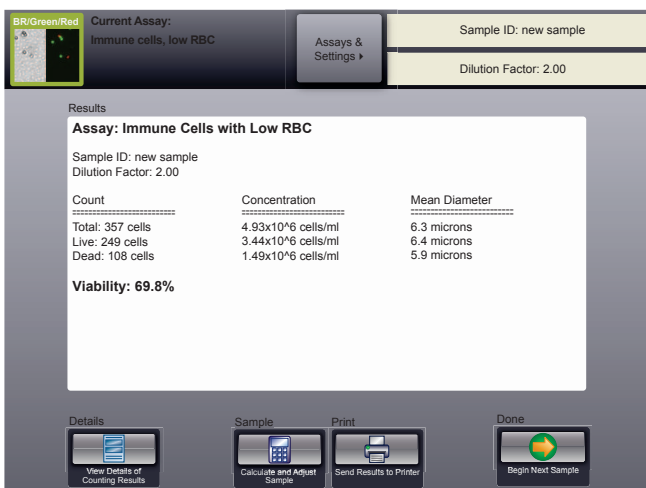 BR/Green/Red
Current Assay:
Immune cells, low RBC
Assays &
Settings ▸
Sample ID: new sample
Dilution Factor: 2.00
Results
Assay: Immune Cells with Low RBC
Sample ID: new sample
Dilution Factor: 2.00
Count Concentration Mean Diameter
========================= ========================= =========================
Total: 357 cells 4.93x10^6 cells/ml 6.3 microns
Live: 249 cells 3.44x10^6 cells/ml 6.4 microns
Dead: 108 cells 1.49x10^6 cells/ml 5.9 microns
Viability: 69.8%
Details Sample Print Done
View Details of
Counting Results
Calculate and Adjust
Sample
Send Results to Printer
Begin Next Sample